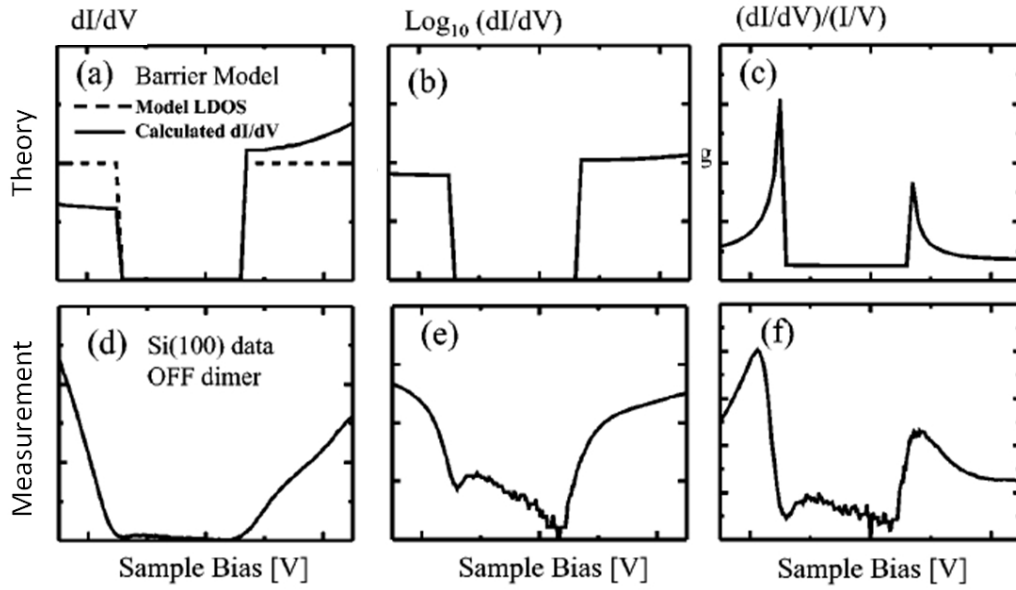 dI/dV
Log₁₀ (dI/dV)
(dI/dV)/(I/V)
Theory
(a) Barrier Model
Model LDOS
Calculated dI/dV
(b)
g
(c)
Measurement
(d) Si(100) data
OFF dimer
(e)
(f)
Sample Bias [V]
Sample Bias [V]
Sample Bias [V]